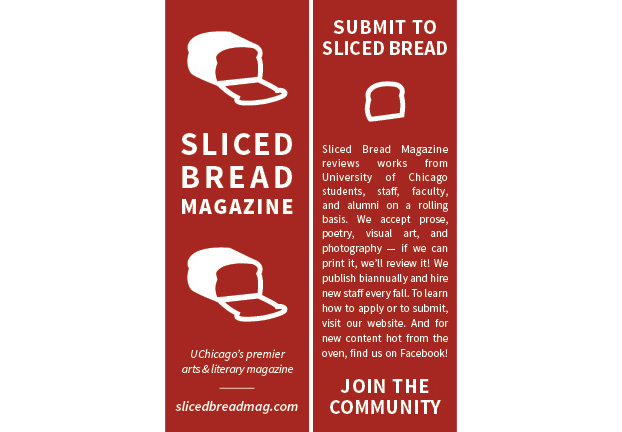 SLICED
BREAD
MAGAZINE
UChicago's premier
arts & literary magazine
slicedbreadmag.com
SUBMIT TO
SLICED BREAD
Sliced Bread Magazine
reviews works from
University of Chicago
students, staff, faculty,
and alumni on a rolling
basis. We accept prose,
poetry, visual art, and
photography — if we can
print it, we'll review it! We
publish biannually and hire
new staff every fall. To learn
how to apply or to submit,
visit our website. And for
new content hot from the
oven, find us on Facebook!
JOIN THE
COMMUNITY